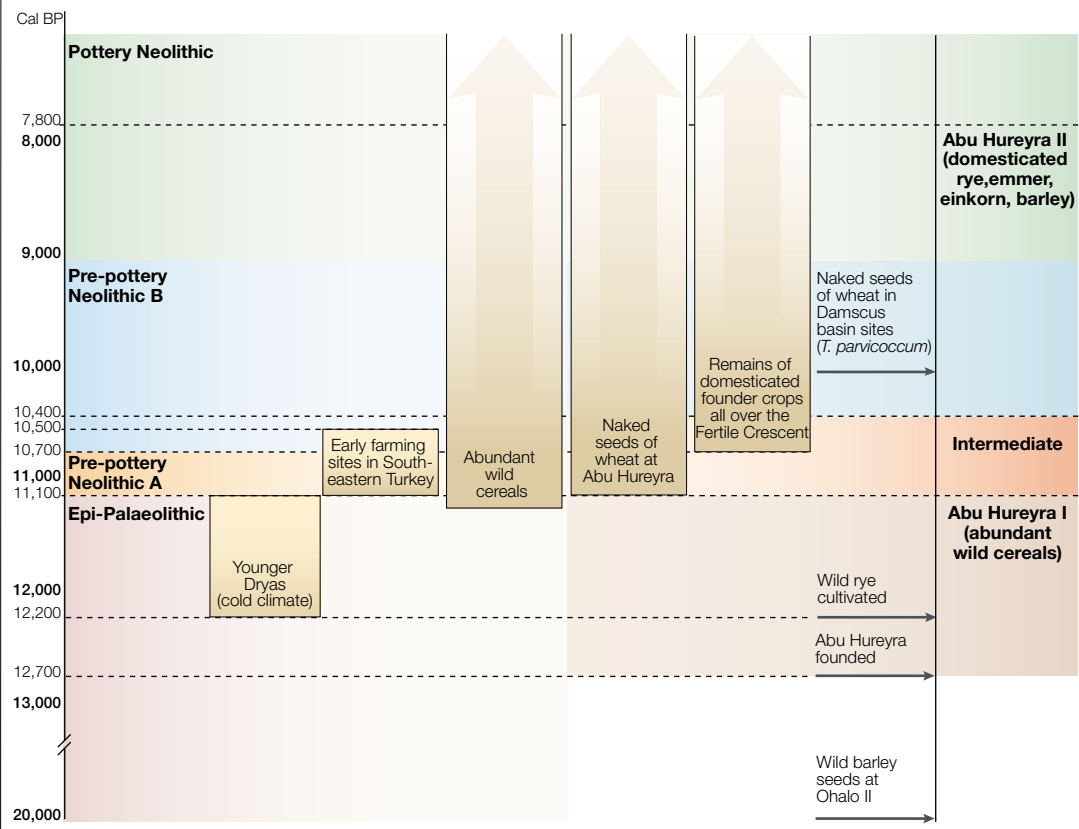 Cal BP
Pottery Neolithic
7,800
8,000
Abu Hureyra II
(domesticated
rye,emmer,
einkorn, barley)
9,000
Pre-pottery
Neolithic B
Naked seeds
of wheat in
Damscus
basin sites
(T. parvicoccum)
10,000
Remains of
domesticated
founder crops
all over the
Fertile Crescent
10,400
10,500
10,700
Naked
seeds of
wheat at
Abu Hureyra
Early farming
sites in South-
eastern Turkey
Abundant
wild
cereals
Intermediate
Pre-pottery
Neolithic A
11,000
11,100
Epi-Palaeolithic
Abu Hureyra I
(abundant
wild cereals)
Younger
Dryas
(cold climate)
12,000
12,200
Wild rye
cultivated
Abu Hureyra
founded
12,700
13,000
Wild barley
seeds at
Ohalo II
20,000